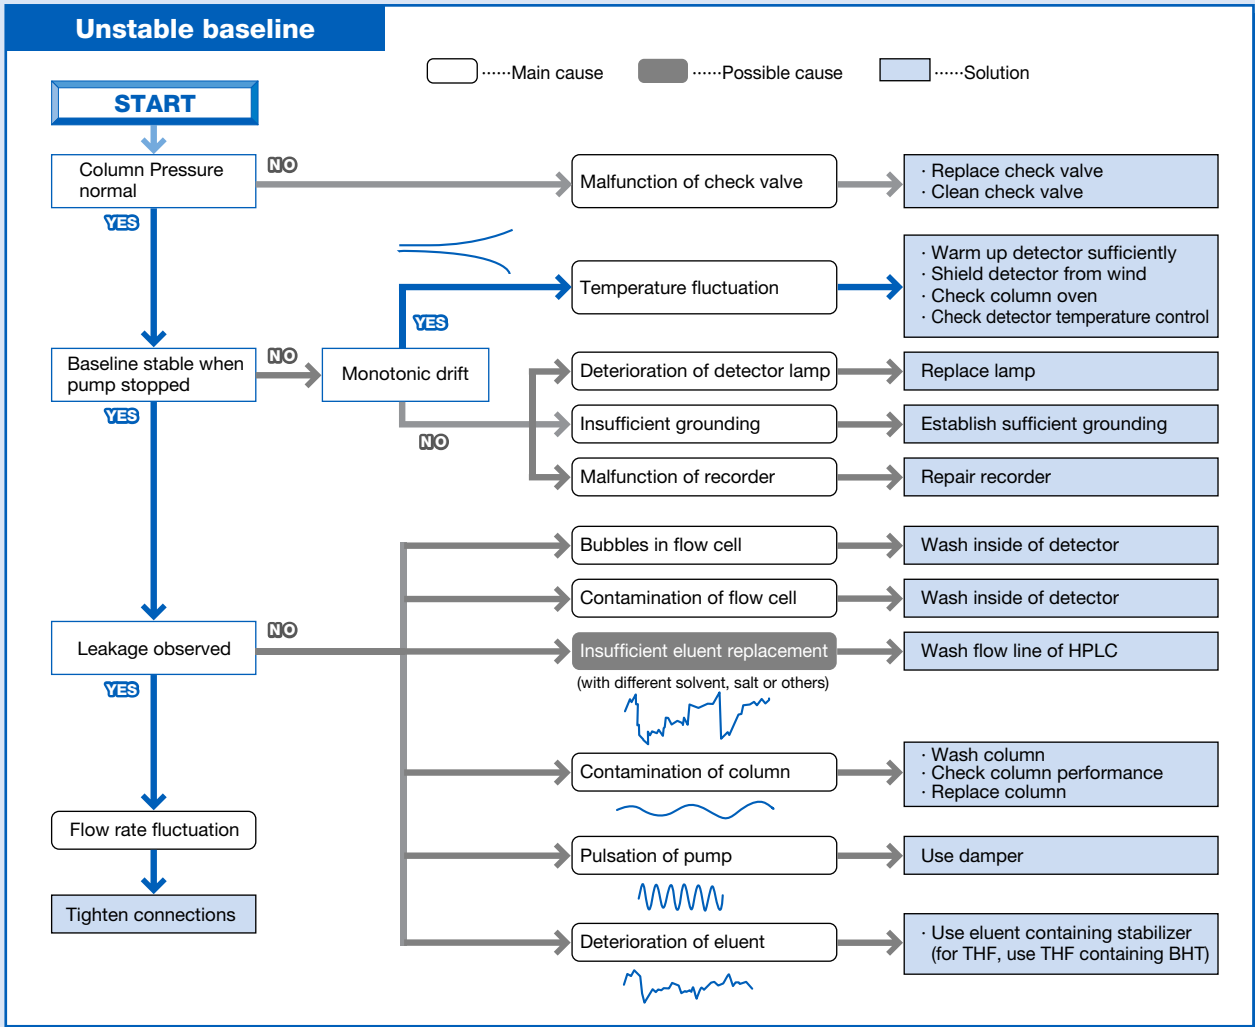 Unstable baseline
······Main cause
······Possible cause
······Solution
START
Column Pressure
normal
NO
YES
Malfunction of check valve
· Replace check valve
· Clean check valve
Temperature fluctuation
· Warm up detector sufficiently
· Shield detector from wind
· Check column oven
· Check detector temperature control
YES
Baseline stable when
pump stopped
NO
YES
Monotonic drift
NO
Deterioration of detector lamp
Replace lamp
Insufficient grounding
Establish sufficient grounding
Malfunction of recorder
Repair recorder
Bubbles in flow cell
Wash inside of detector
Contamination of flow cell
Wash inside of detector
Leakage observed
NO
YES
Insufficient eluent replacement
(with different solvent, salt or others)
Wash flow line of HPLC
Contamination of column
· Wash column
· Check column performance
· Replace column
Flow rate fluctuation
Pulsation of pump
Use damper
Tighten connections
Deterioration of eluent
· Use eluent containing stabilizer
(for THF, use THF containing BHT)